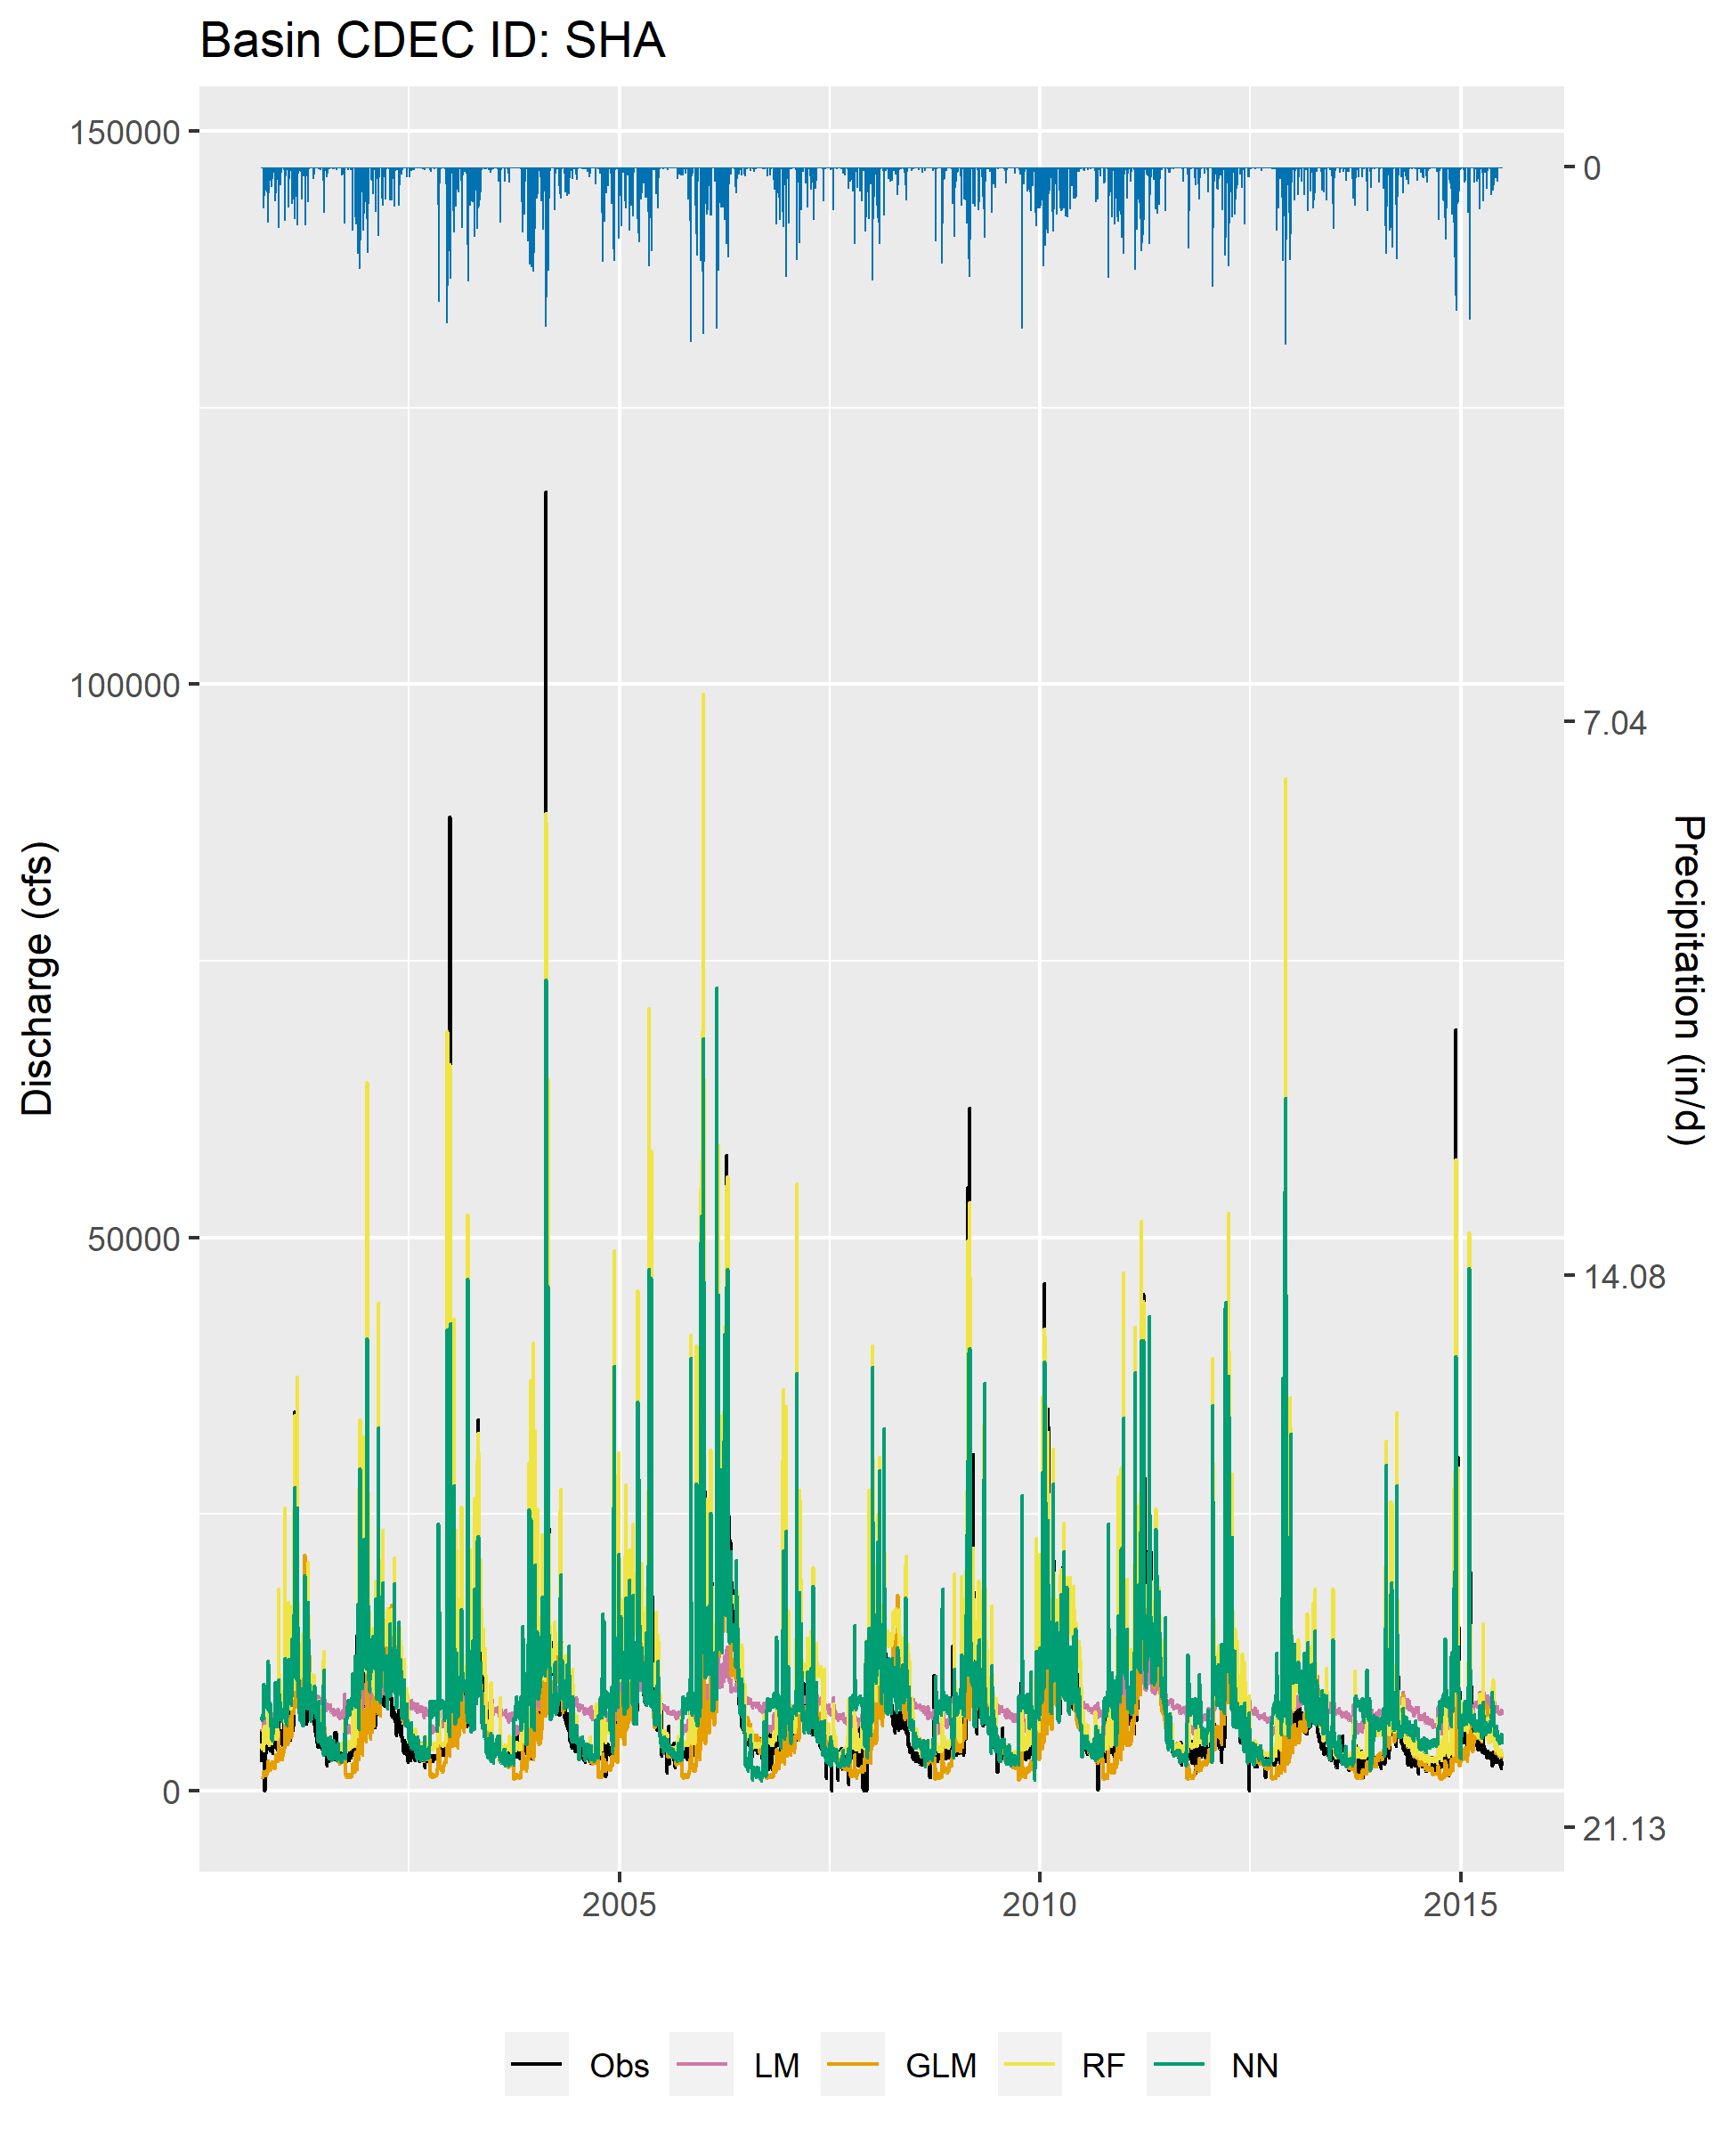 Basin CDEC ID: SHA
150000
100000
50000
0
Discharge (cfs)
0
7.04
14.08
21.13
Precipitation (in/d)
2005 2010 2015
Obs LM GLM RF NN